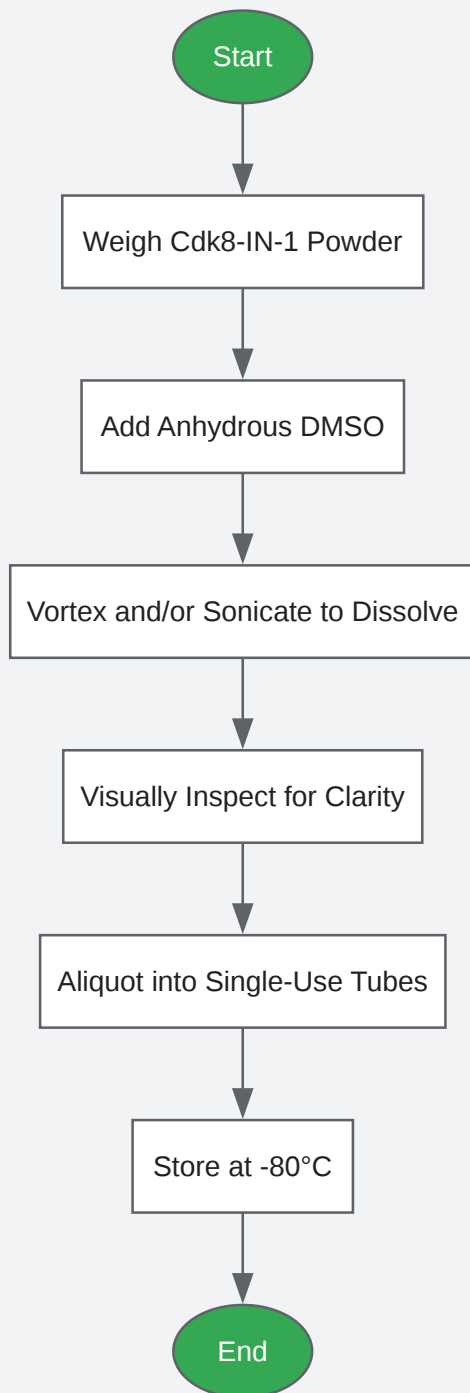 Start
Weigh Cdk8-IN-1 Powder
Add Anhydrous DMSO
Vortex and/or Sonicate to Dissolve
Visually Inspect for Clarity
Aliquot into Single-Use Tubes
Store at -80°C
End